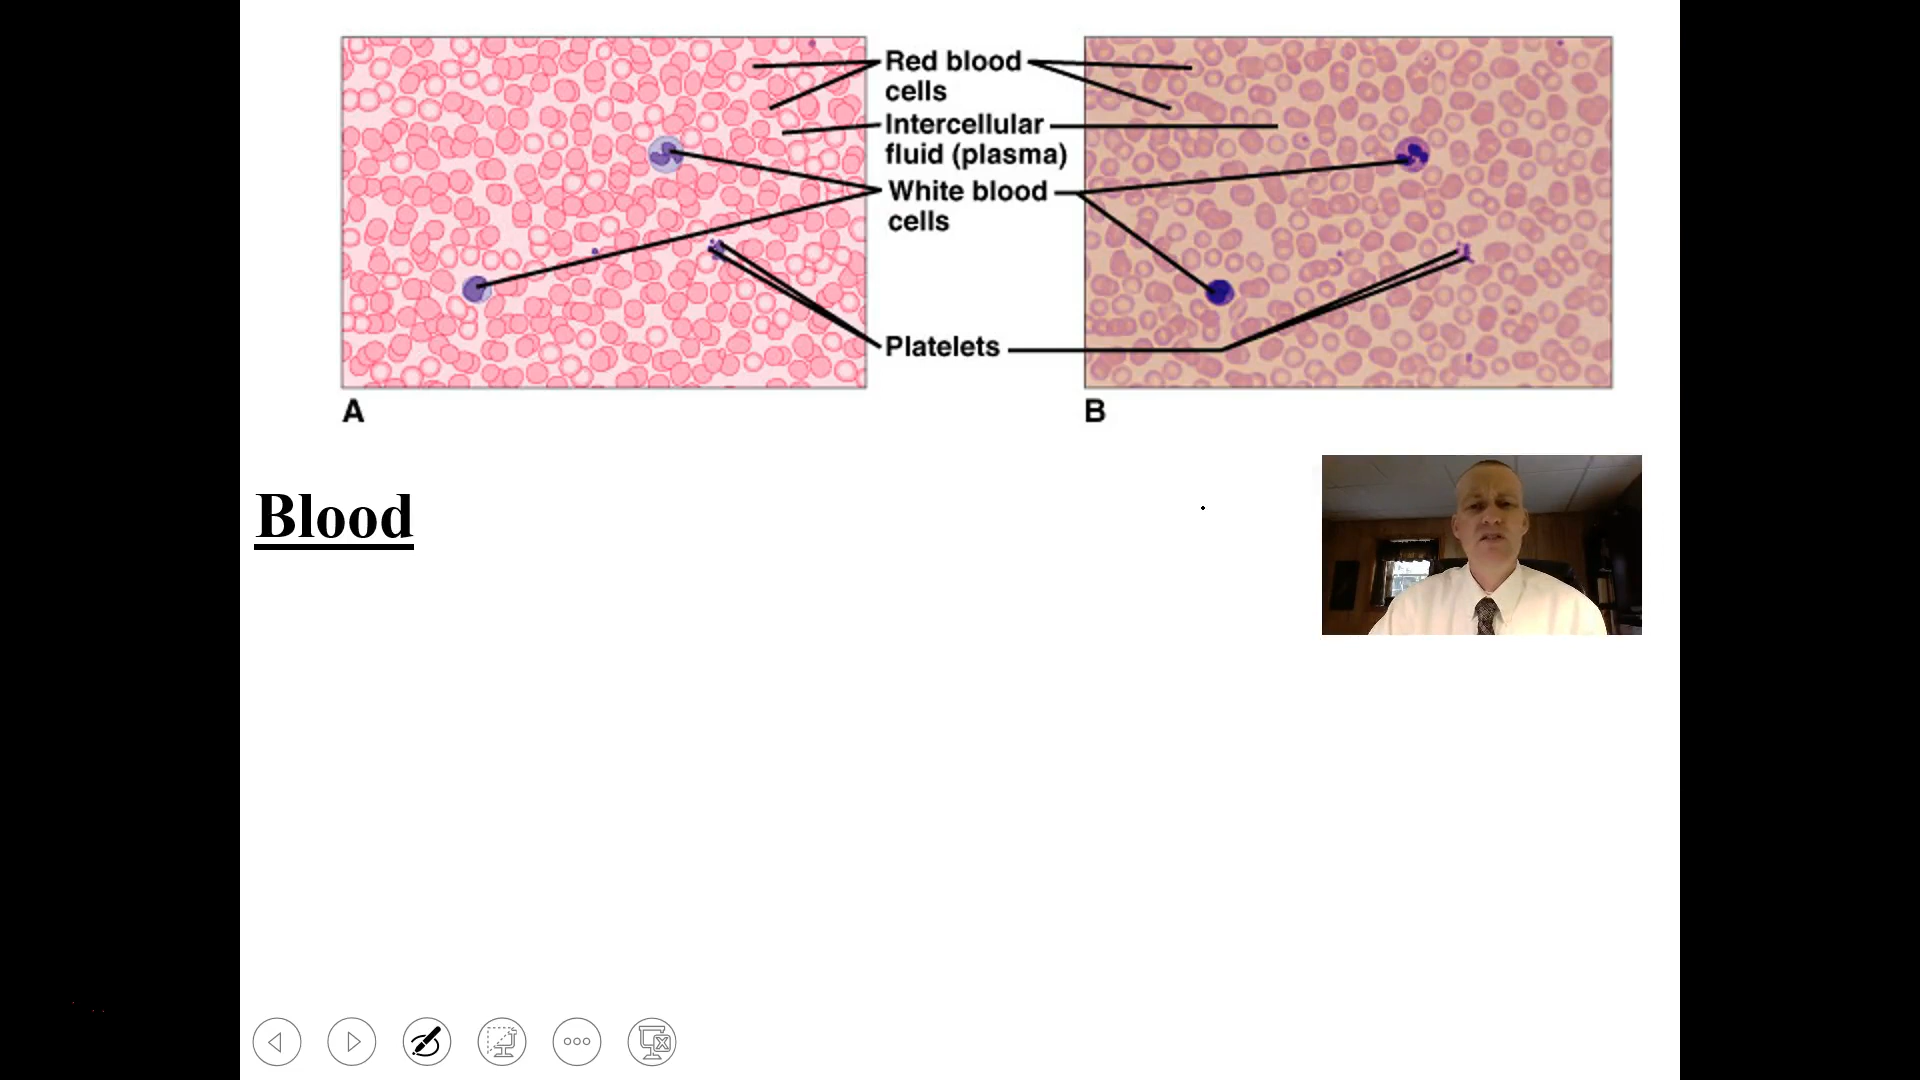 Red blood
cells
Intercellular
fluid (plasma)
White blood
cells
Platelets
A
B
Blood